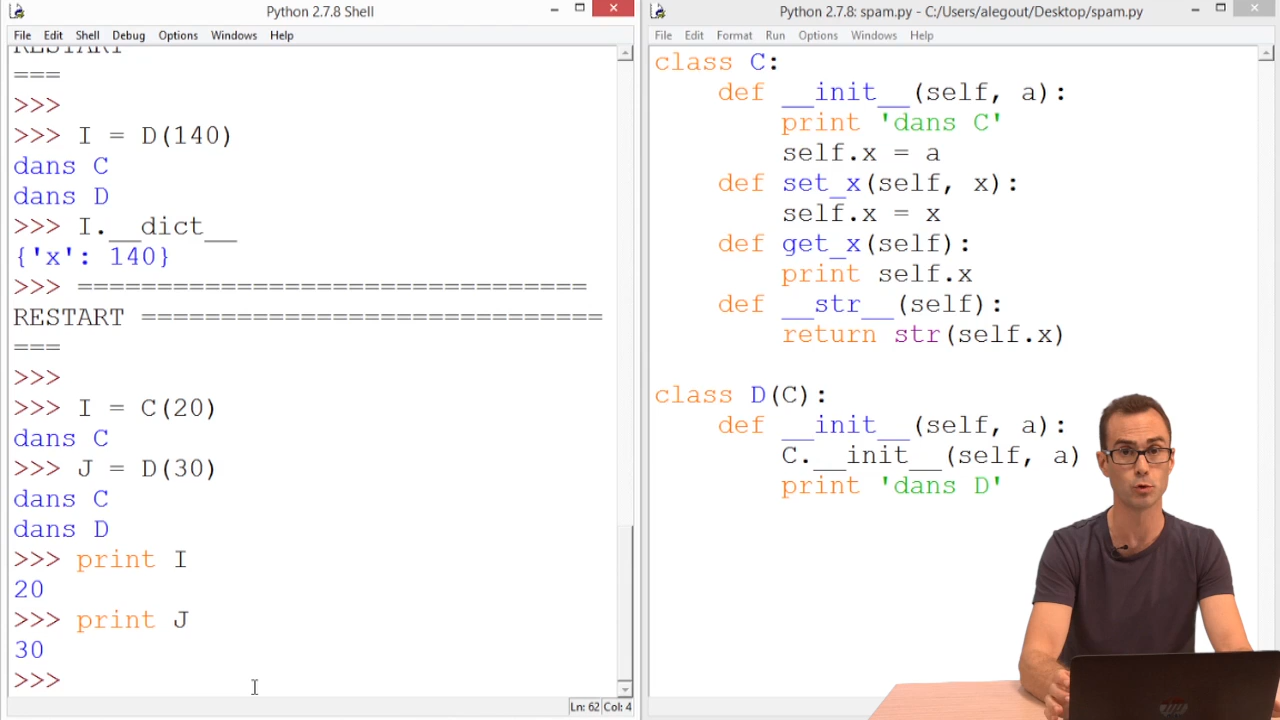 Python 2.7.8 Shell
File Edit Shell Debug Options Windows Help
RESTART
===
>>>
>>> I = D(140)
dans C
dans D
>>> I.__dict__
{'x': 140}
>>> ================================
RESTART =============================
===
>>>
>>> I = C(20)
dans C
>>> J = D(30)
dans C
dans D
>>> print I
20
>>> print J
30
>>>
Ln: 62 Col: 4
Python 2.7.8: spam.py - C:/Users/alegout/Desktop/spam.py
File Edit Format Run Options Windows Help
class C:
    def __init__(self, a):
        print 'dans C'
        self.x = a
    def set_x(self, x):
        self.x = x
    def get_x(self):
        print self.x
    def __str__(self):
        return str(self.x)
class D(C):
    def __init__(self, a):
        C.__init__(self, a)
        print 'dans D'